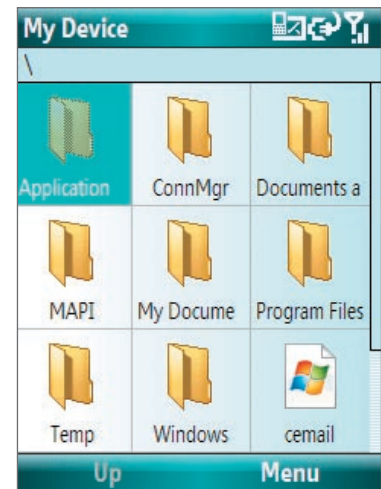 My Device
\
Application ConnMgr Documents a
MAPI My Docume Program Files
Temp Windows cemail
Up Menu